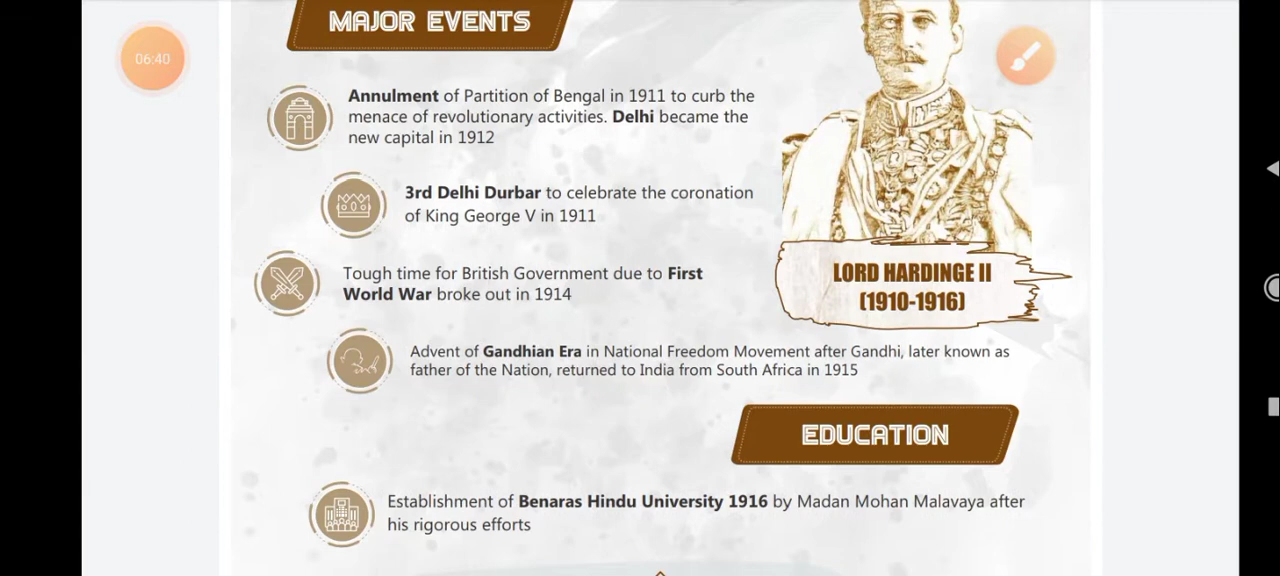 MAJOR EVENTS
06:40
Annulment of Partition of Bengal in 1911 to curb the
menace of revolutionary activities. Delhi became the
new capital in 1912
3rd Delhi Durbar to celebrate the coronation
of King George V in 1911
LORD HARDINGE II
(1910-1916)
Tough time for British Government due to First
World War broke out in 1914
Advent of Gandhian Era in National Freedom Movement after Gandhi, later known as
father of the Nation, returned to India from South Africa in 1915
EDUCATION
Establishment of Benaras Hindu University 1916 by Madan Mohan Malavaya after
his rigorous efforts